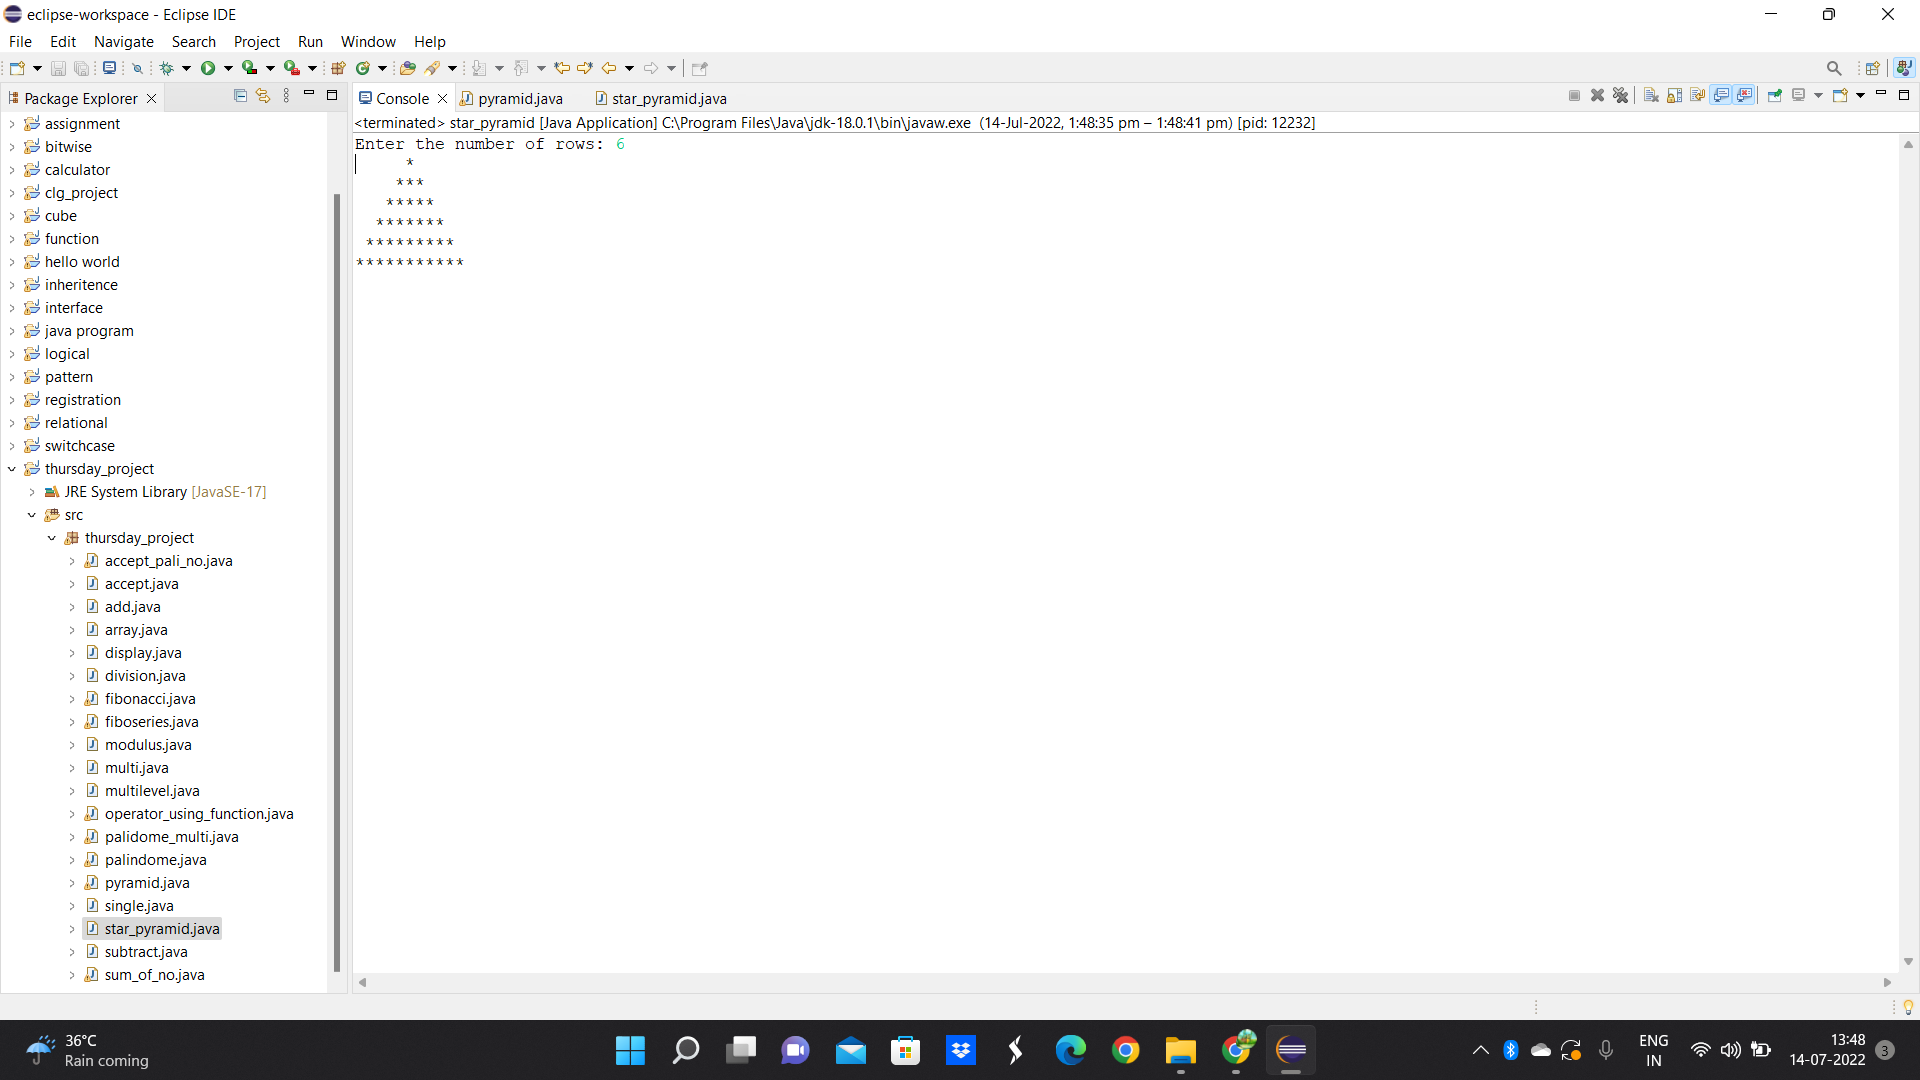 eclipse-workspace - Eclipse IDE
File Edit Navigate Search Project Run Window Help
Package Explorer
assignment
bitwise
calculator
clg_project
cube
function
hello world
inheritence
interface
java program
logical
pattern
registration
relational
switchcase
thursday_project
JRE System Library [JavaSE-17]
src
thursday_project
accept_pali_no.java
accept.java
add.java
array.java
display.java
division.java
fibonacci.java
fiboseries.java
modulus.java
multi.java
multilevel.java
operator_using_function.java
palidome_multi.java
palindome.java
pyramid.java
single.java
star_pyramid.java
subtract.java
sum_of_no.java
Console pyramid.java star_pyramid.java
<terminated> star_pyramid [Java Application] C:\Program Files\Java\jdk-18.0.1\bin\javaw.exe (14-Jul-2022, 1:48:35 pm – 1:48:41 pm) [pid: 12232]
Enter the number of rows: 6
     *
    ***
   *****
  *******
 *********
***********
36°C
Rain coming
ENG
IN
13:48
14-07-2022
3